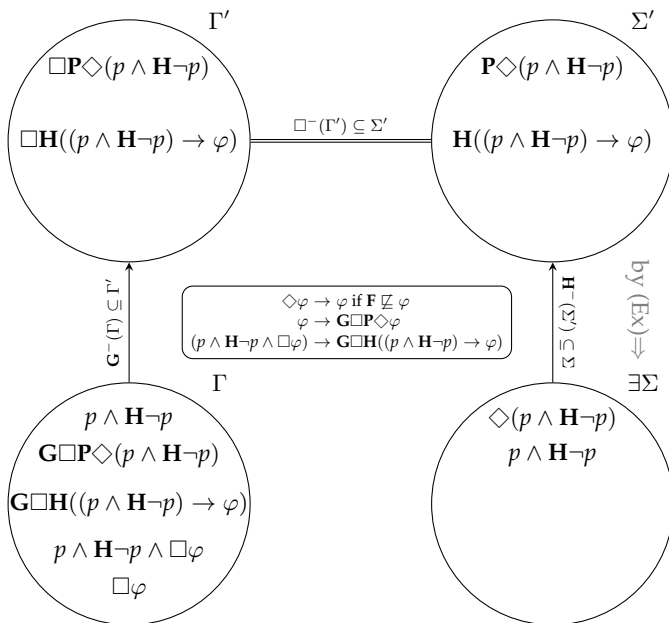 Γ′
Σ′
□P◇(p ∧ H¬p)
□H((p ∧ H¬p) → φ)
□⁻(Γ′) ⊆ Σ′
P◇(p ∧ H¬p)
H((p ∧ H¬p) → φ)
G⁻(Γ) ⊆ Γ′
◇φ → φ if F ⋢ φ
φ → G□P◇φ
(p ∧ H¬p ∧ □φ) → G□H((p ∧ H¬p) → φ)
H⁻(Σ′) ⊆ Σ
by (Ex)⇒
Γ
∃Σ
p ∧ H¬p
G□P◇(p ∧ H¬p)
G□H((p ∧ H¬p) → φ)
p ∧ H¬p ∧ □φ
□φ
◇(p ∧ H¬p)
p ∧ H¬p